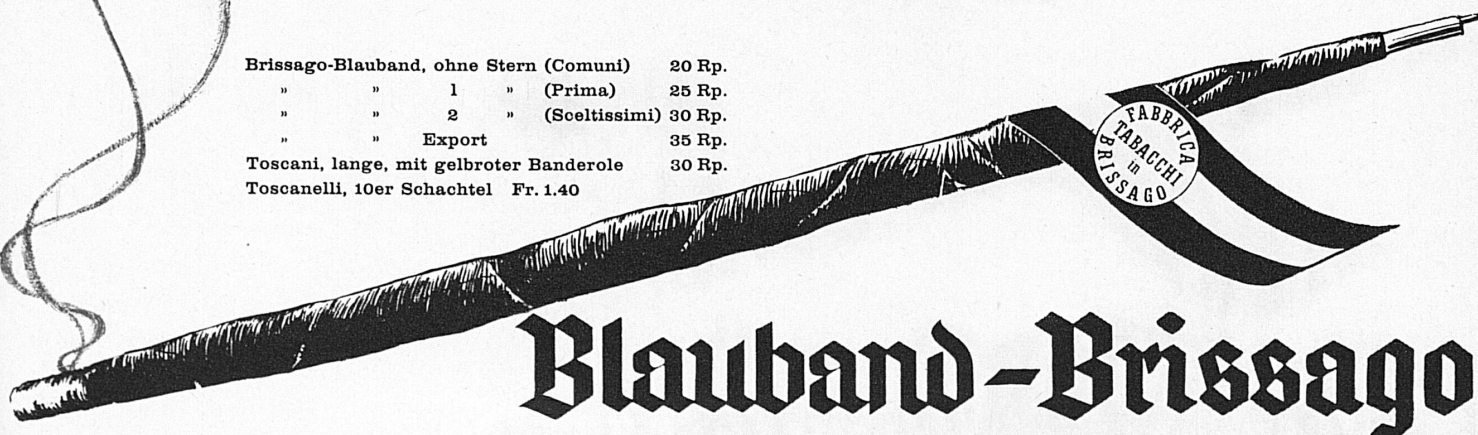 Brissago-Blauband, ohne Stern (Comuni) 20 Rp.
» » 1 » (Prima) 25 Rp.
» » 2 » (Sceltissimi) 30 Rp.
» » Export 35 Rp.
Toscani, lange, mit gelbroter Banderole 30 Rp.
Toscanelli, 10er Schachtel Fr. 1.40
FABBRICA
TABACCHI
in
BRISSAGO
Blauband-Brissago